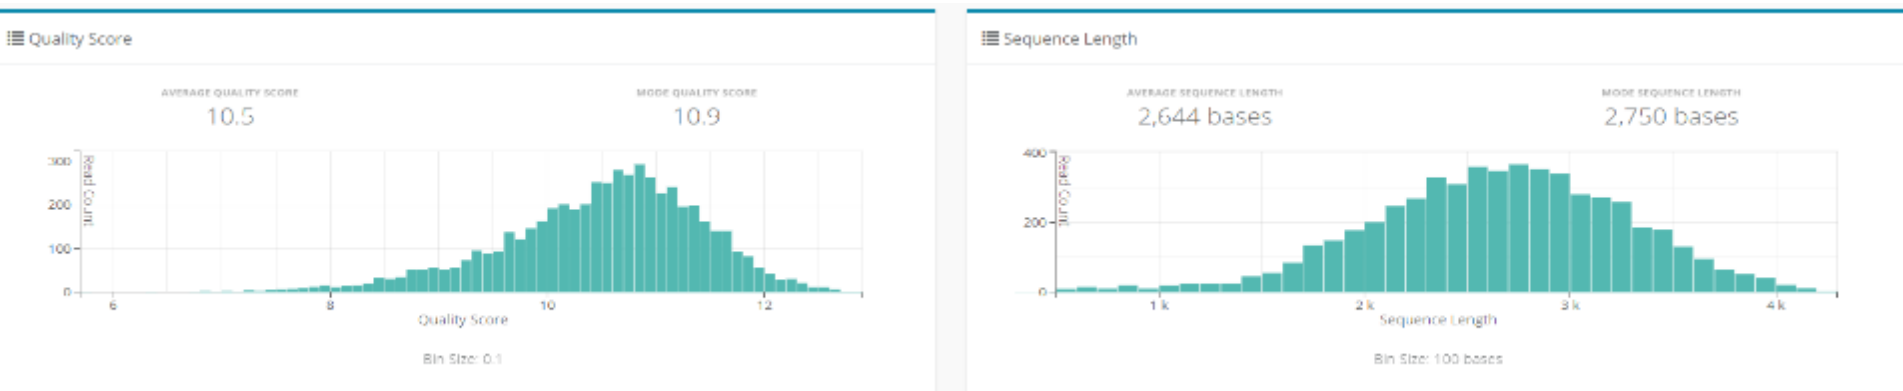 Quality Score
AVERAGE QUALITY SCORE
10.5
MODE QUALITY SCORE
10.9
300
200
100
0
Read Count
6
8
10
12
Quality Score
Bin Size: 0.1
Sequence Length
AVERAGE SEQUENCE LENGTH
2,644 bases
MODE SEQUENCE LENGTH
2,750 bases
400
200
0
Read Count
1 k
2 k
3 k
4 k
Sequence Length
Bin Size: 100 bases